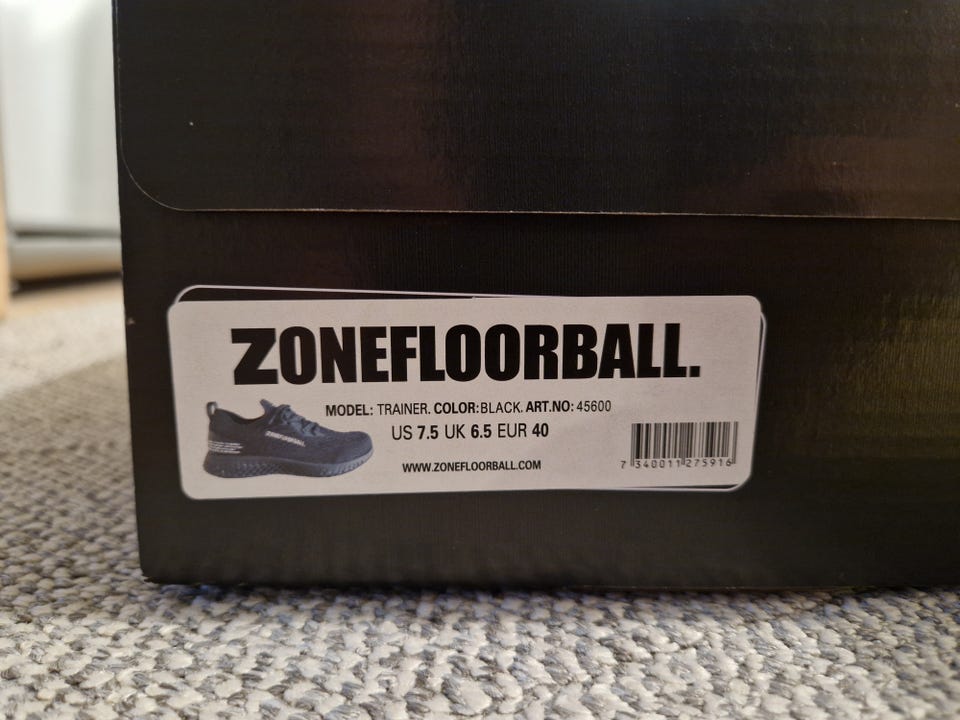 ZONEFLOORBALL.
MODEL: TRAINER. COLOR:BLACK. ART.NO: 45600
US 7.5 UK 6.5 EUR 40
ZONEFLOORBALL.
WWW.ZONEFLOORBALL.COM
7 340011 275916